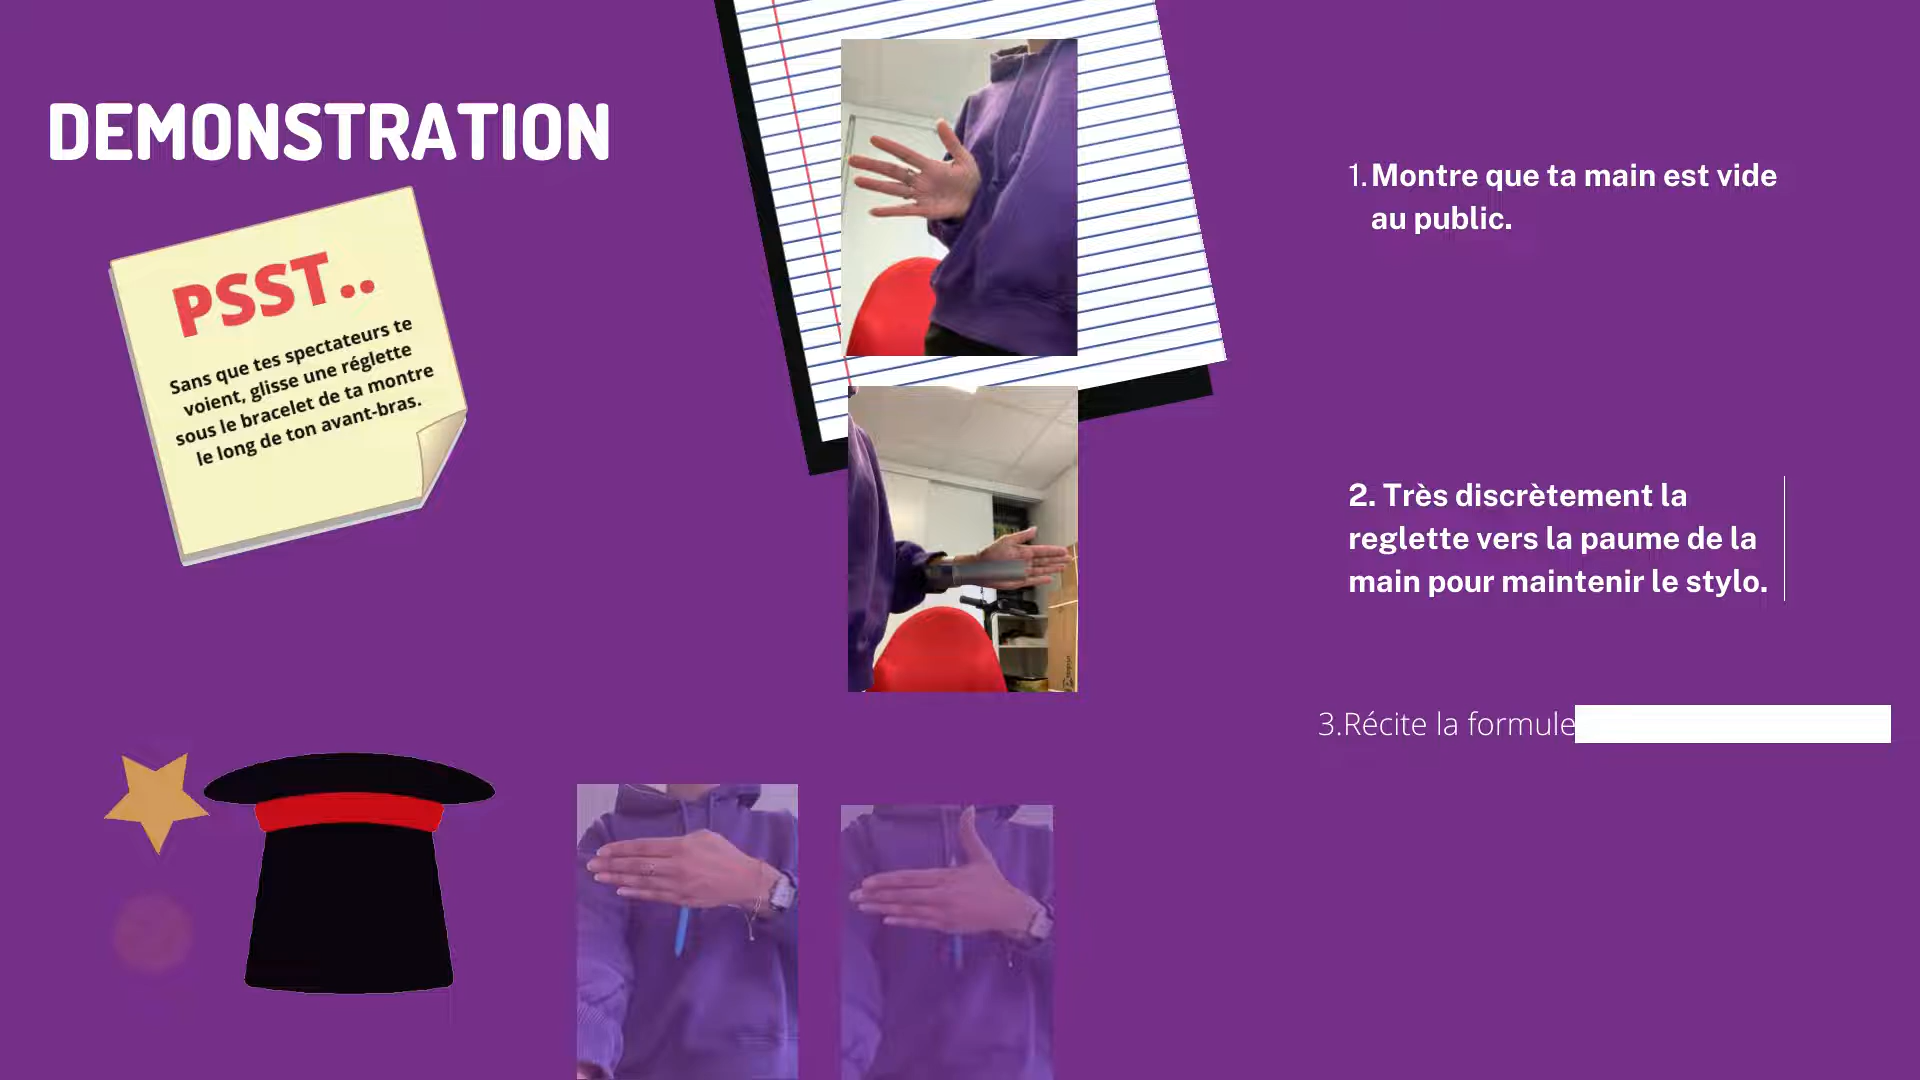 DEMONSTRATION
PSST..
Sans que tes spectateurs te
voient, glisse une réglette
sous le bracelet de ta montre
le long de ton avant-bras.
1. Montre que ta main est vide
au public.
2. Très discrètement la
reglette vers la paume de la
main pour maintenir le stylo.
3.Récite la formule